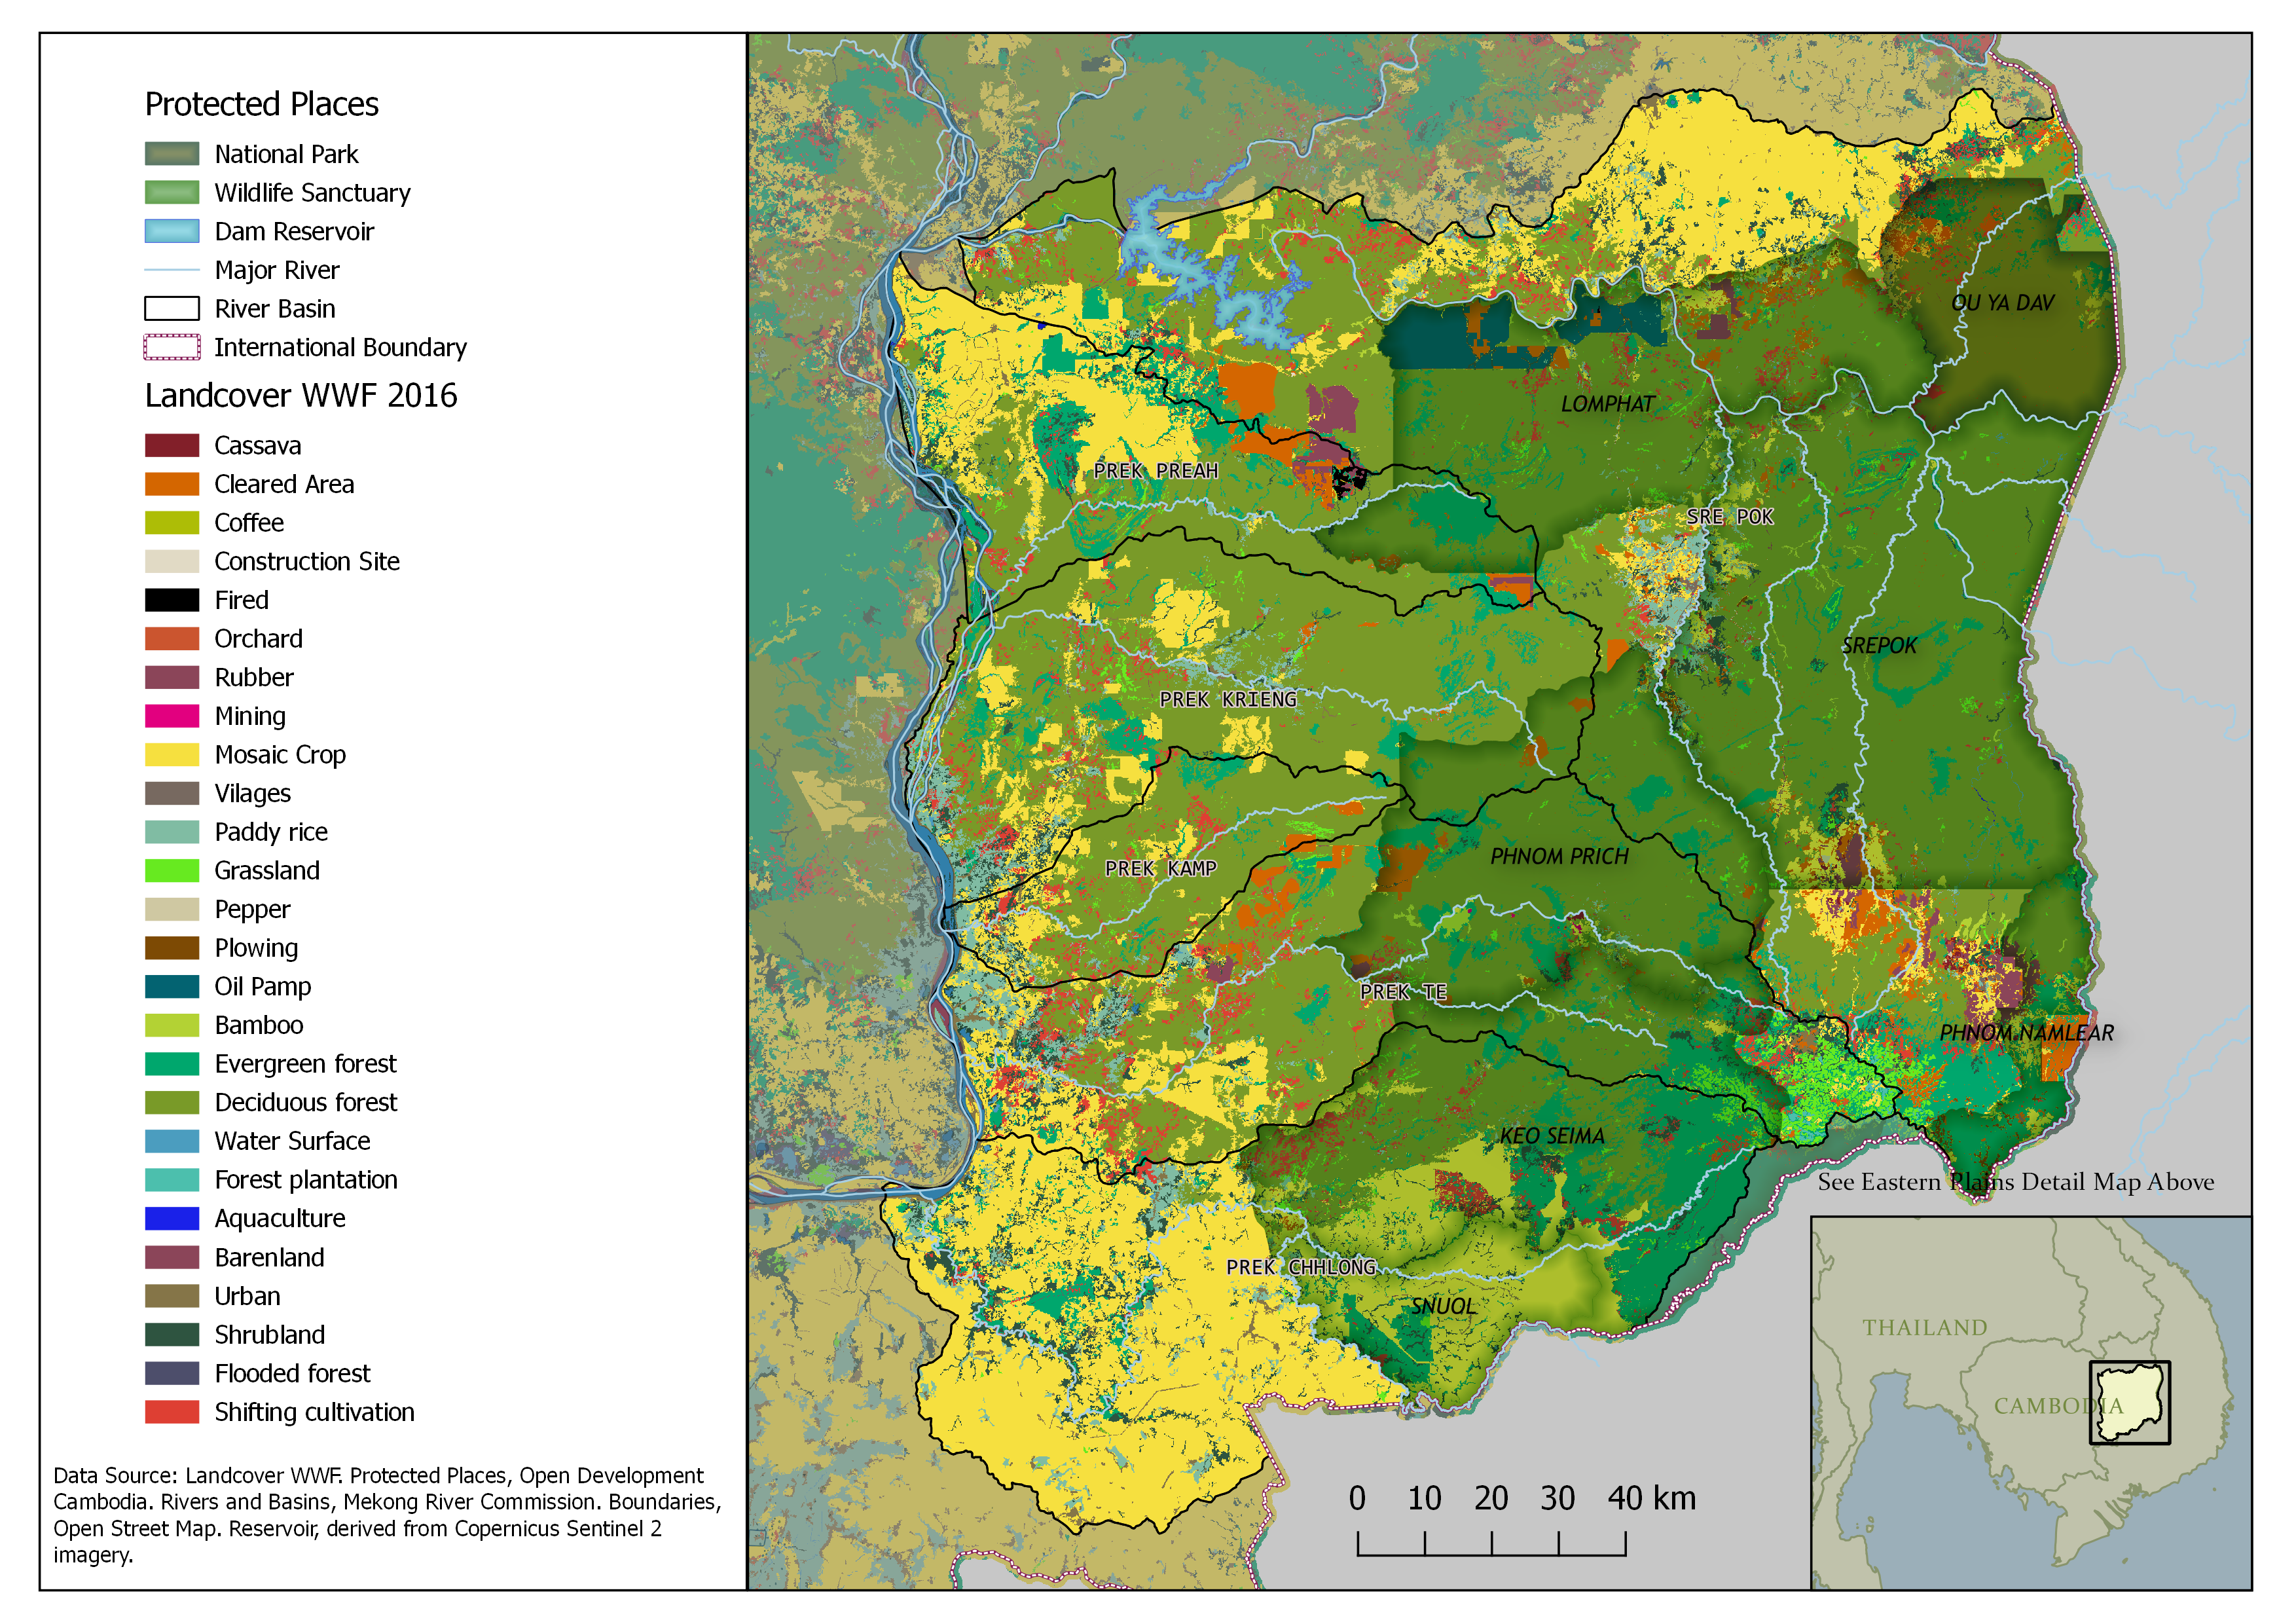 Protected Places
National Park
Wildlife Sanctuary
Dam Reservoir
Major River
River Basin
International Boundary
Landcover WWF 2016
Cassava
Cleared Area
Coffee
Construction Site
Fired
Orchard
Rubber
Mining
Mosaic Crop
Vilages
Paddy rice
Grassland
Pepper
Plowing
Oil Pamp
Bamboo
Evergreen forest
Deciduous forest
Water Surface
Forest plantation
Aquaculture
Barenland
Urban
Shrubland
Flooded forest
Shifting cultivation
Data Source: Landcover WWF. Protected Places, Open Development
Cambodia. Rivers and Basins, Mekong River Commission. Boundaries,
Open Street Map. Reservoir, derived from Copernicus Sentinel 2
imagery.
OU YA DAV
LOMPHAT
PREK PREAH
SRE POK
SREPOK
PREK KRIENG
PHNOM PRICH
PREK KAMP
PREK TE
PHNOM NAMLEAR
KEO SEIMA
See Eastern Plains Detail Map Above
PREK CHHLONG
SNUOL
THAILAND
CAMBODIA
0 10 20 30 40 km